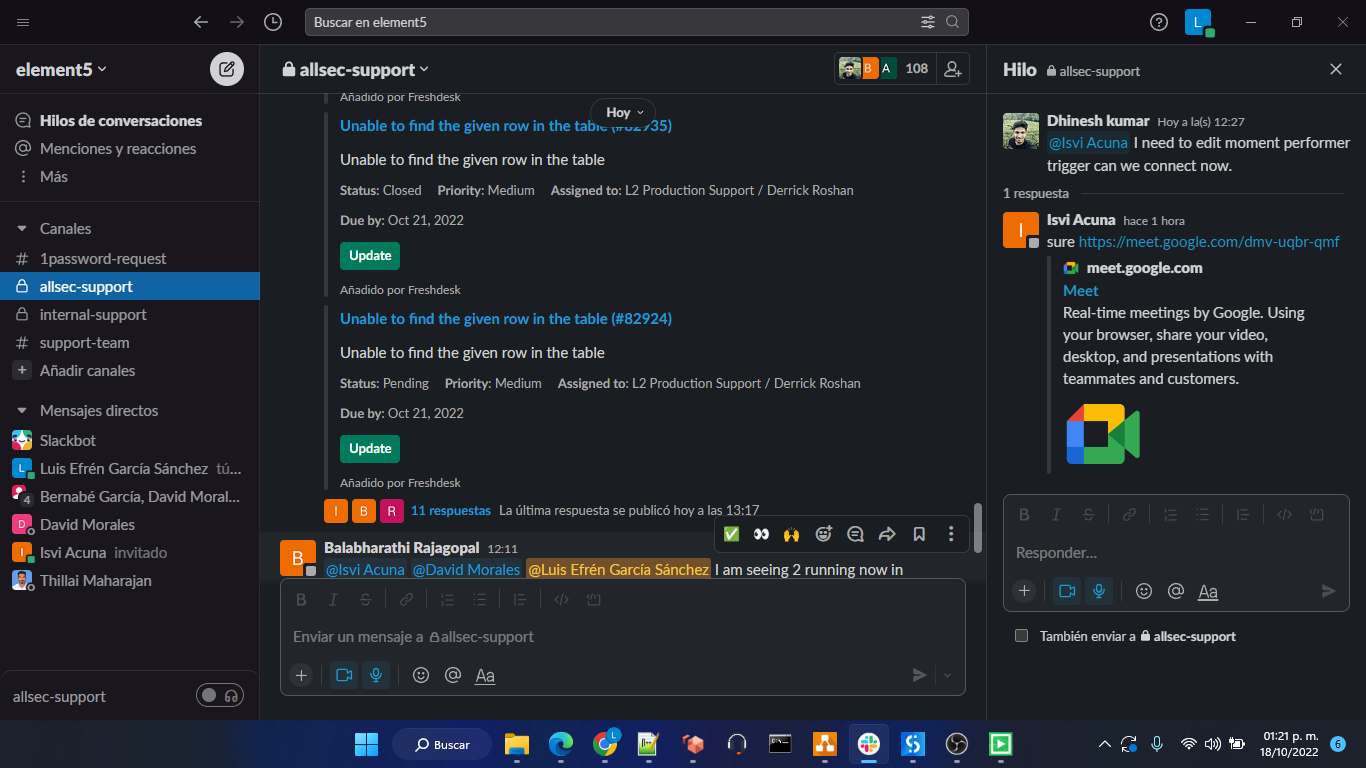 Buscar en element5
L
element5
Hilos de conversaciones
Menciones y reacciones
Más
Canales
# 1password-request
allsec-support
internal-support
# support-team
+ Añadir canales
Mensajes directos
Slackbot
L Luis Efrén García Sánchez tú...
4 Bernabé García, David Moral...
D David Morales
I Isvi Acuna invitado
Thillai Maharajan
allsec-support
allsec-support
B A 108
Añadido por Freshdesk
Hoy
Unable to find the given row in the table (#82935)
Unable to find the given row in the table
Status: Closed Priority: Medium Assigned to: L2 Production Support / Derrick Roshan
Due by: Oct 21, 2022
Update
Añadido por Freshdesk
Unable to find the given row in the table (#82924)
Unable to find the given row in the table
Status: Pending Priority: Medium Assigned to: L2 Production Support / Derrick Roshan
Due by: Oct 21, 2022
Update
Añadido por Freshdesk
I B R 11 respuestas La última respuesta se publicó hoy a las 13:17
B Balabharathi Rajagopal 12:11
@Isvi Acuna @David Morales @Luis Efrén García Sánchez I am seeing 2 running now in
B I S
Enviar un mensaje a allsec-support
+ @ Aa
Hilo allsec-support
Dhinesh kumar Hoy a la(s) 12:27
@Isvi Acuna I need to edit moment performer
trigger can we connect now.
1 respuesta
I Isvi Acuna hace 1 hora
sure https://meet.google.com/dmv-uqbr-qmf
meet.google.com
Meet
Real-time meetings by Google. Using
your browser, share your video,
desktop, and presentations with
teammates and customers.
B I S
Responder...
+ @ Aa
También enviar a allsec-support
Buscar
L
01:21 p. m.
18/10/2022
6